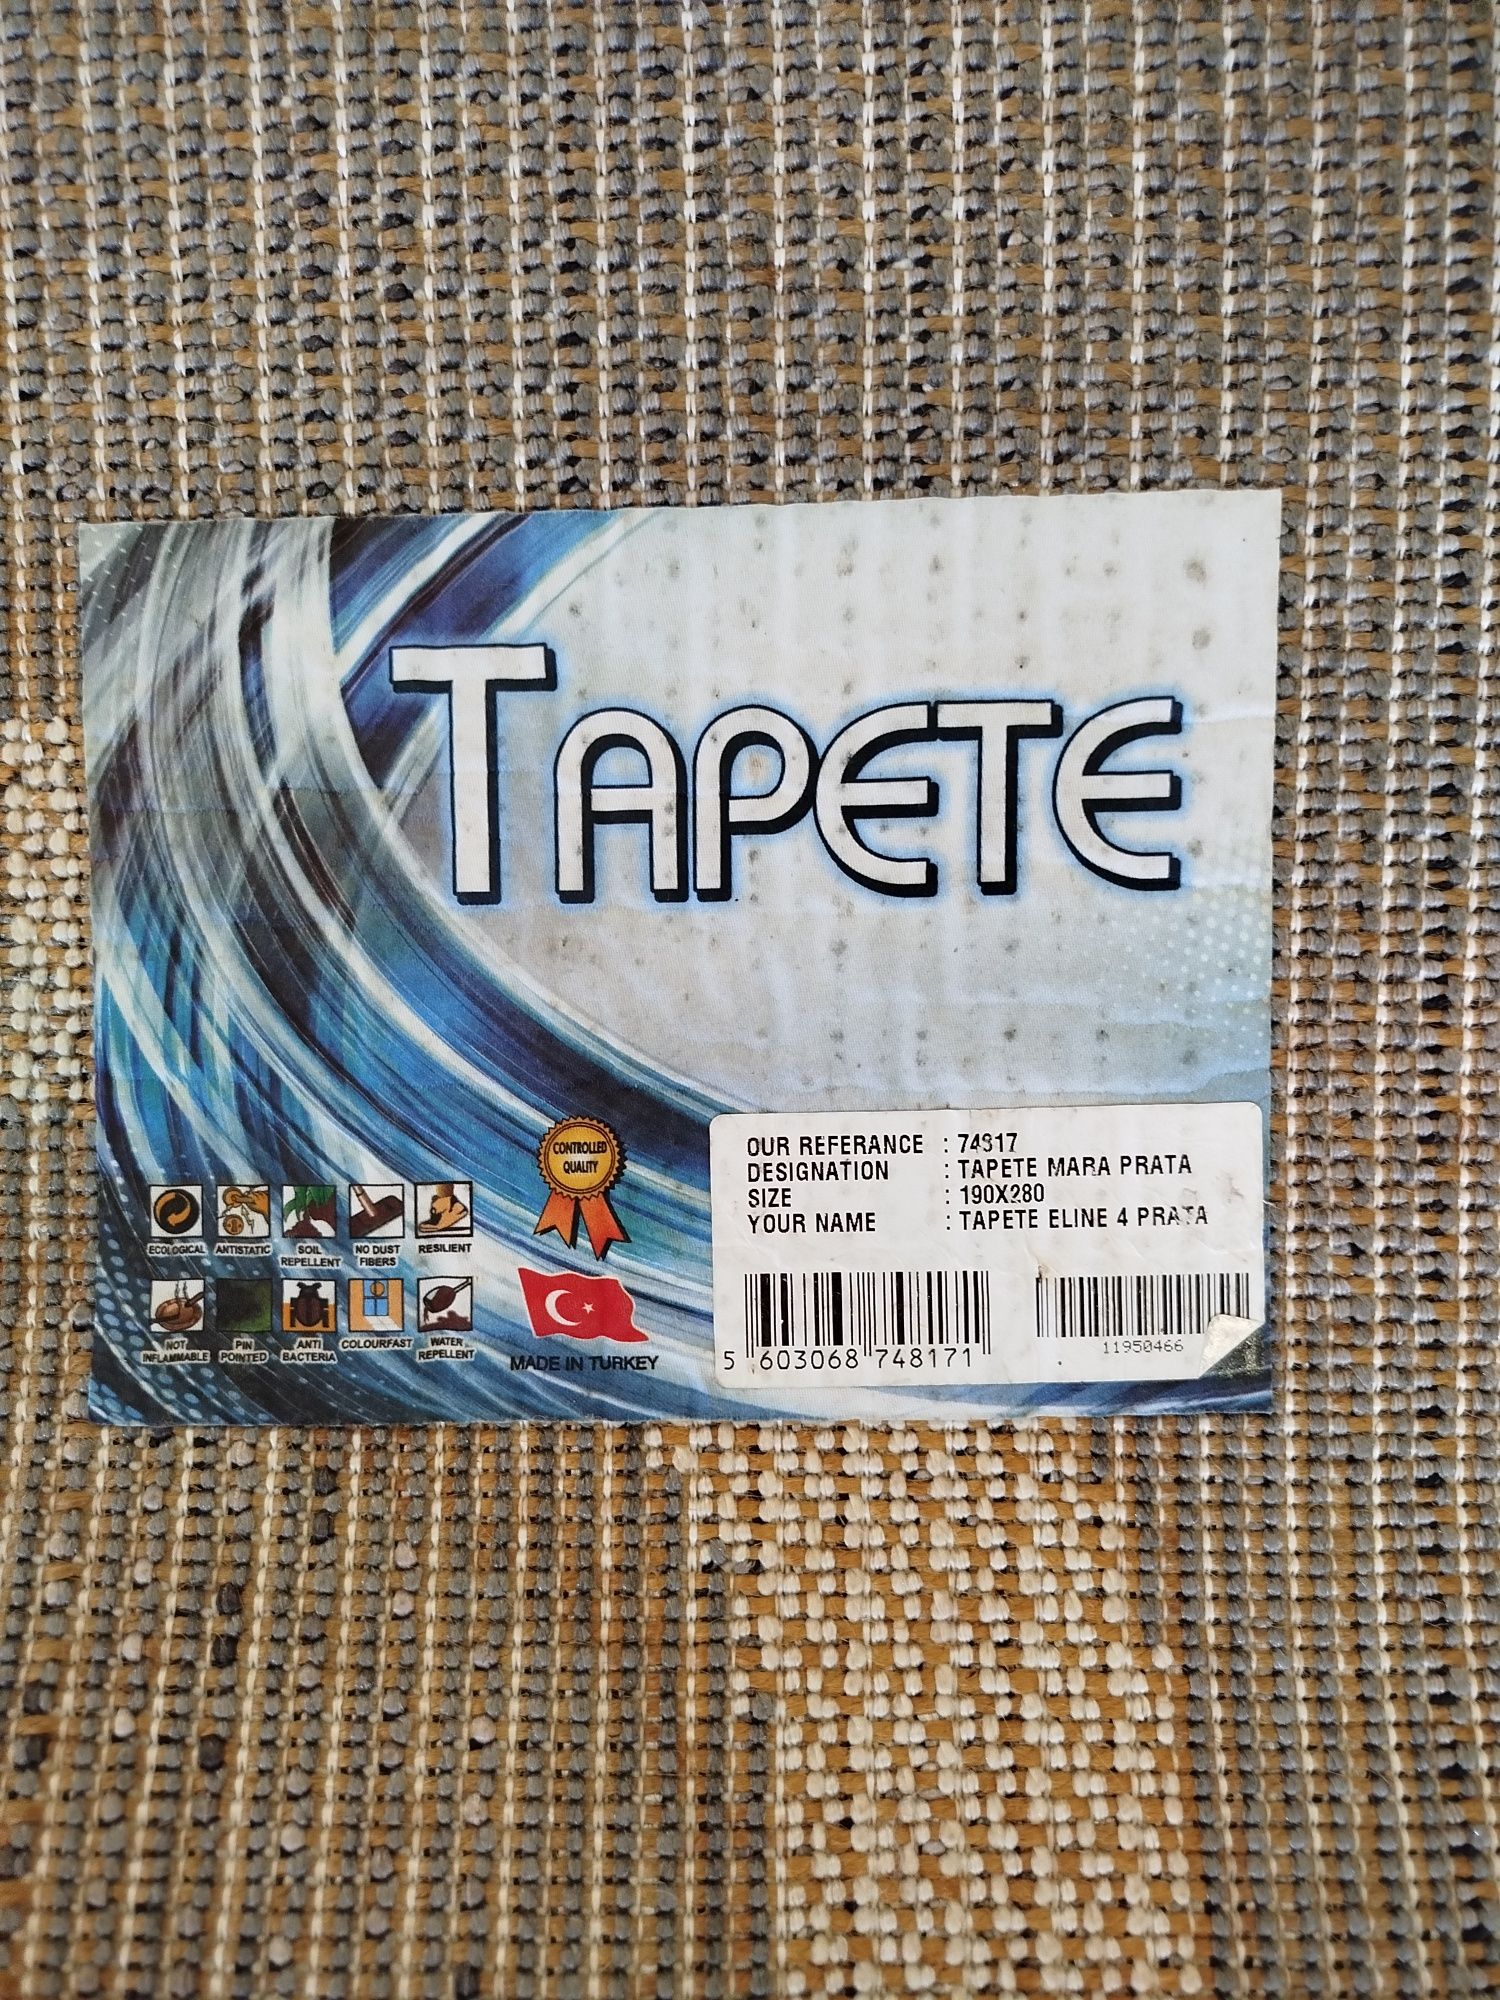 TAPETE
CONTROLLED
QUALITY
ECOLOGICAL
ANTISTATIC
SOIL
REPELLENT
NO DUST
FIBERS
RESILIENT
NOT
INFLAMMABLE
PIN
POINTED
ANTI
BACTERIA
COLOURFAST
WATER
REPELLENT
MADE IN TURKEY
OUR REFERANCE : 74817
DESIGNATION : TAPETE MARA PRATA
SIZE : 190X280
YOUR NAME : TAPETE ELINE 4 PRATA
5 603068 748171
11950466